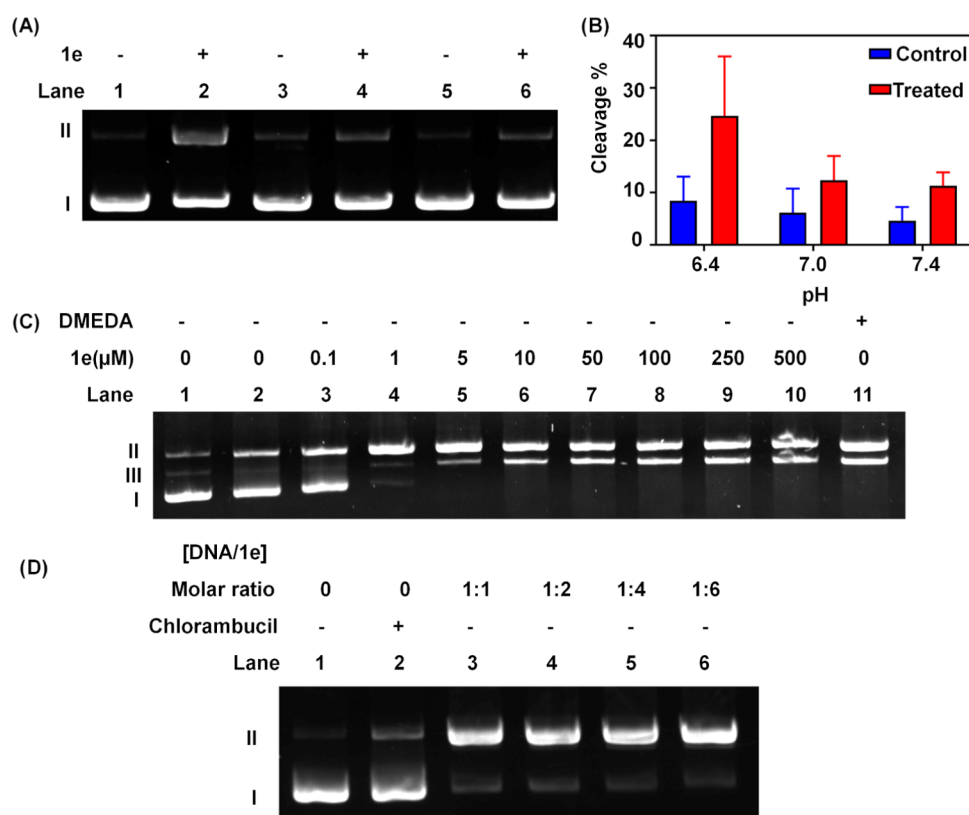 (A)
1e - + - + - +
Lane 1 2 3 4 5 6
II
I
(B)
Cleavage %
40
30
20
10
0
Control
Treated
6.4 7.0 7.4
pH
(C)
DMEDA - - - - - - - - - - +
1e(µM) 0 0 0.1 1 5 10 50 100 250 500 0
Lane 1 2 3 4 5 6 7 8 9 10 11
II
III
I
(D)
[DNA/1e]
Molar ratio 0 0 1:1 1:2 1:4 1:6
Chlorambucil - + - - - -
Lane 1 2 3 4 5 6
II
I